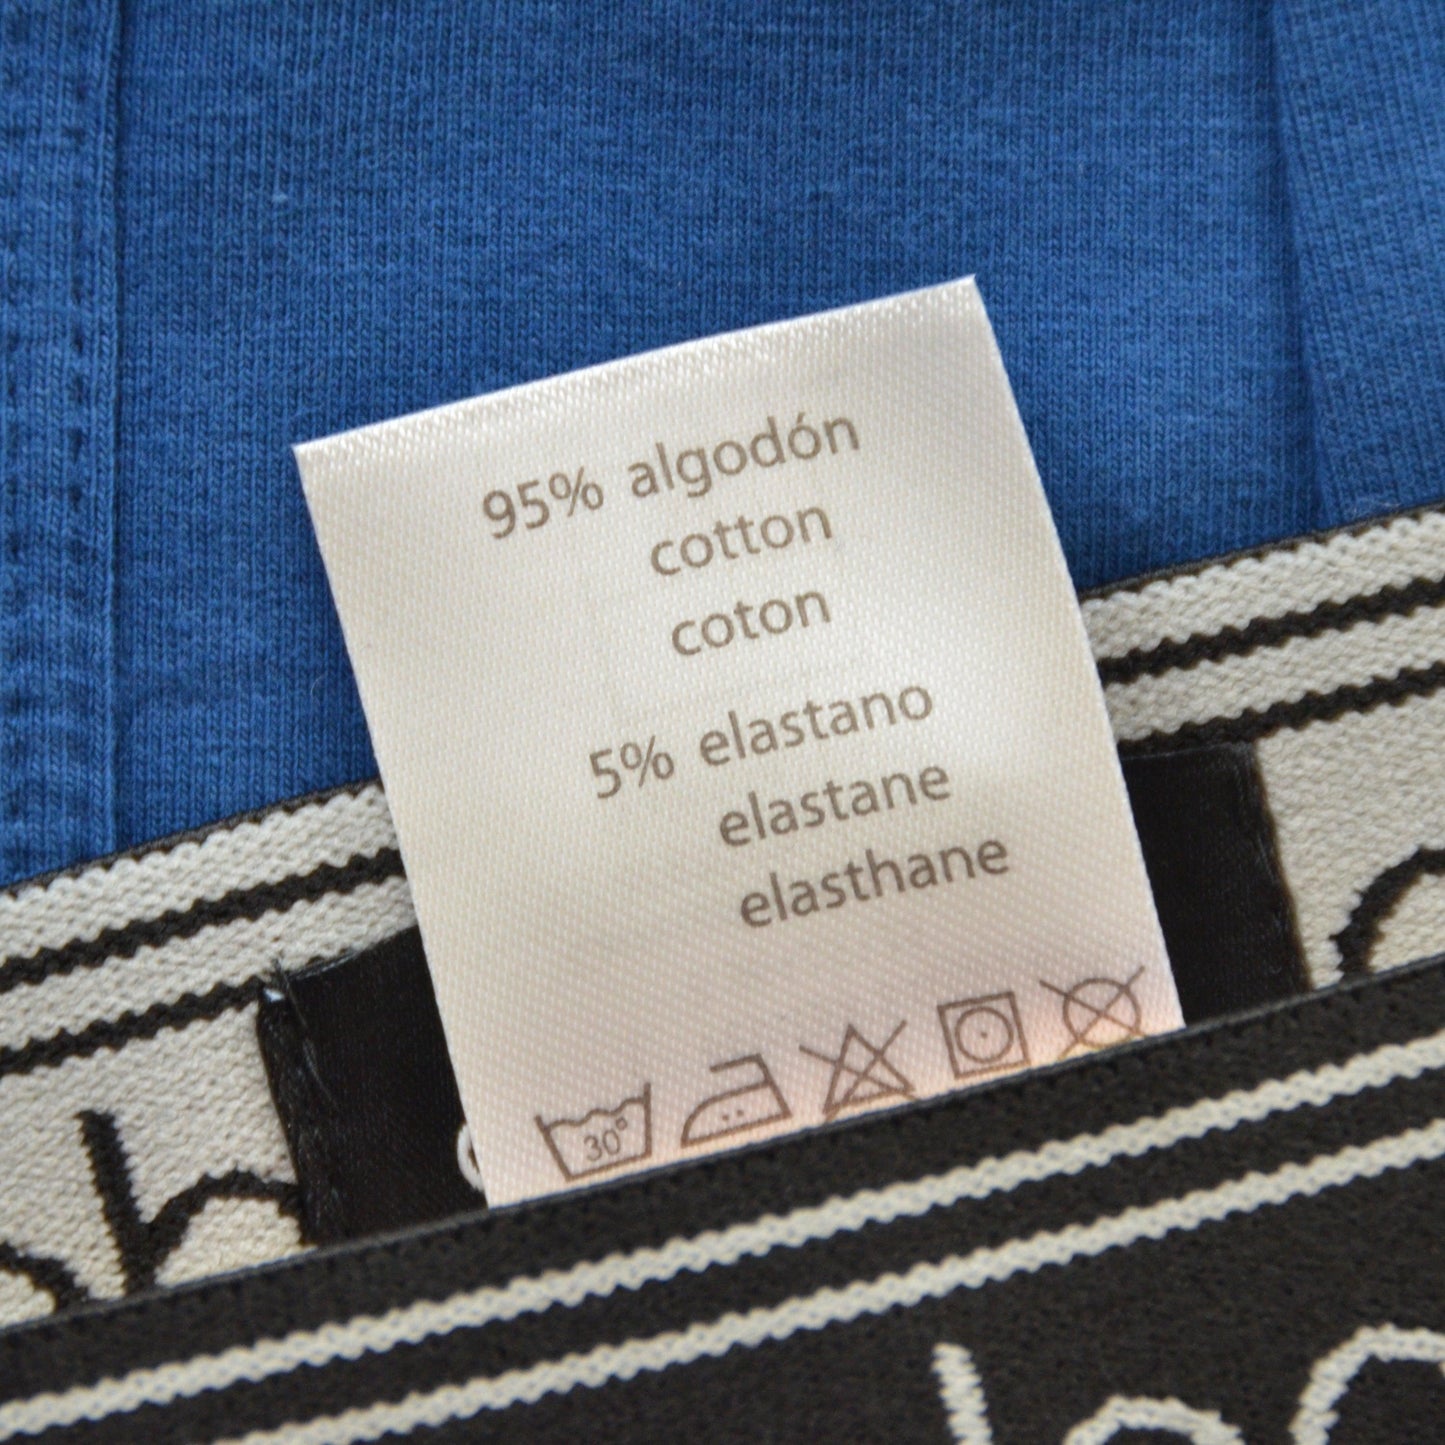 95% algodón
cotton
coton
5% elastano
elastane
elasthane
30°